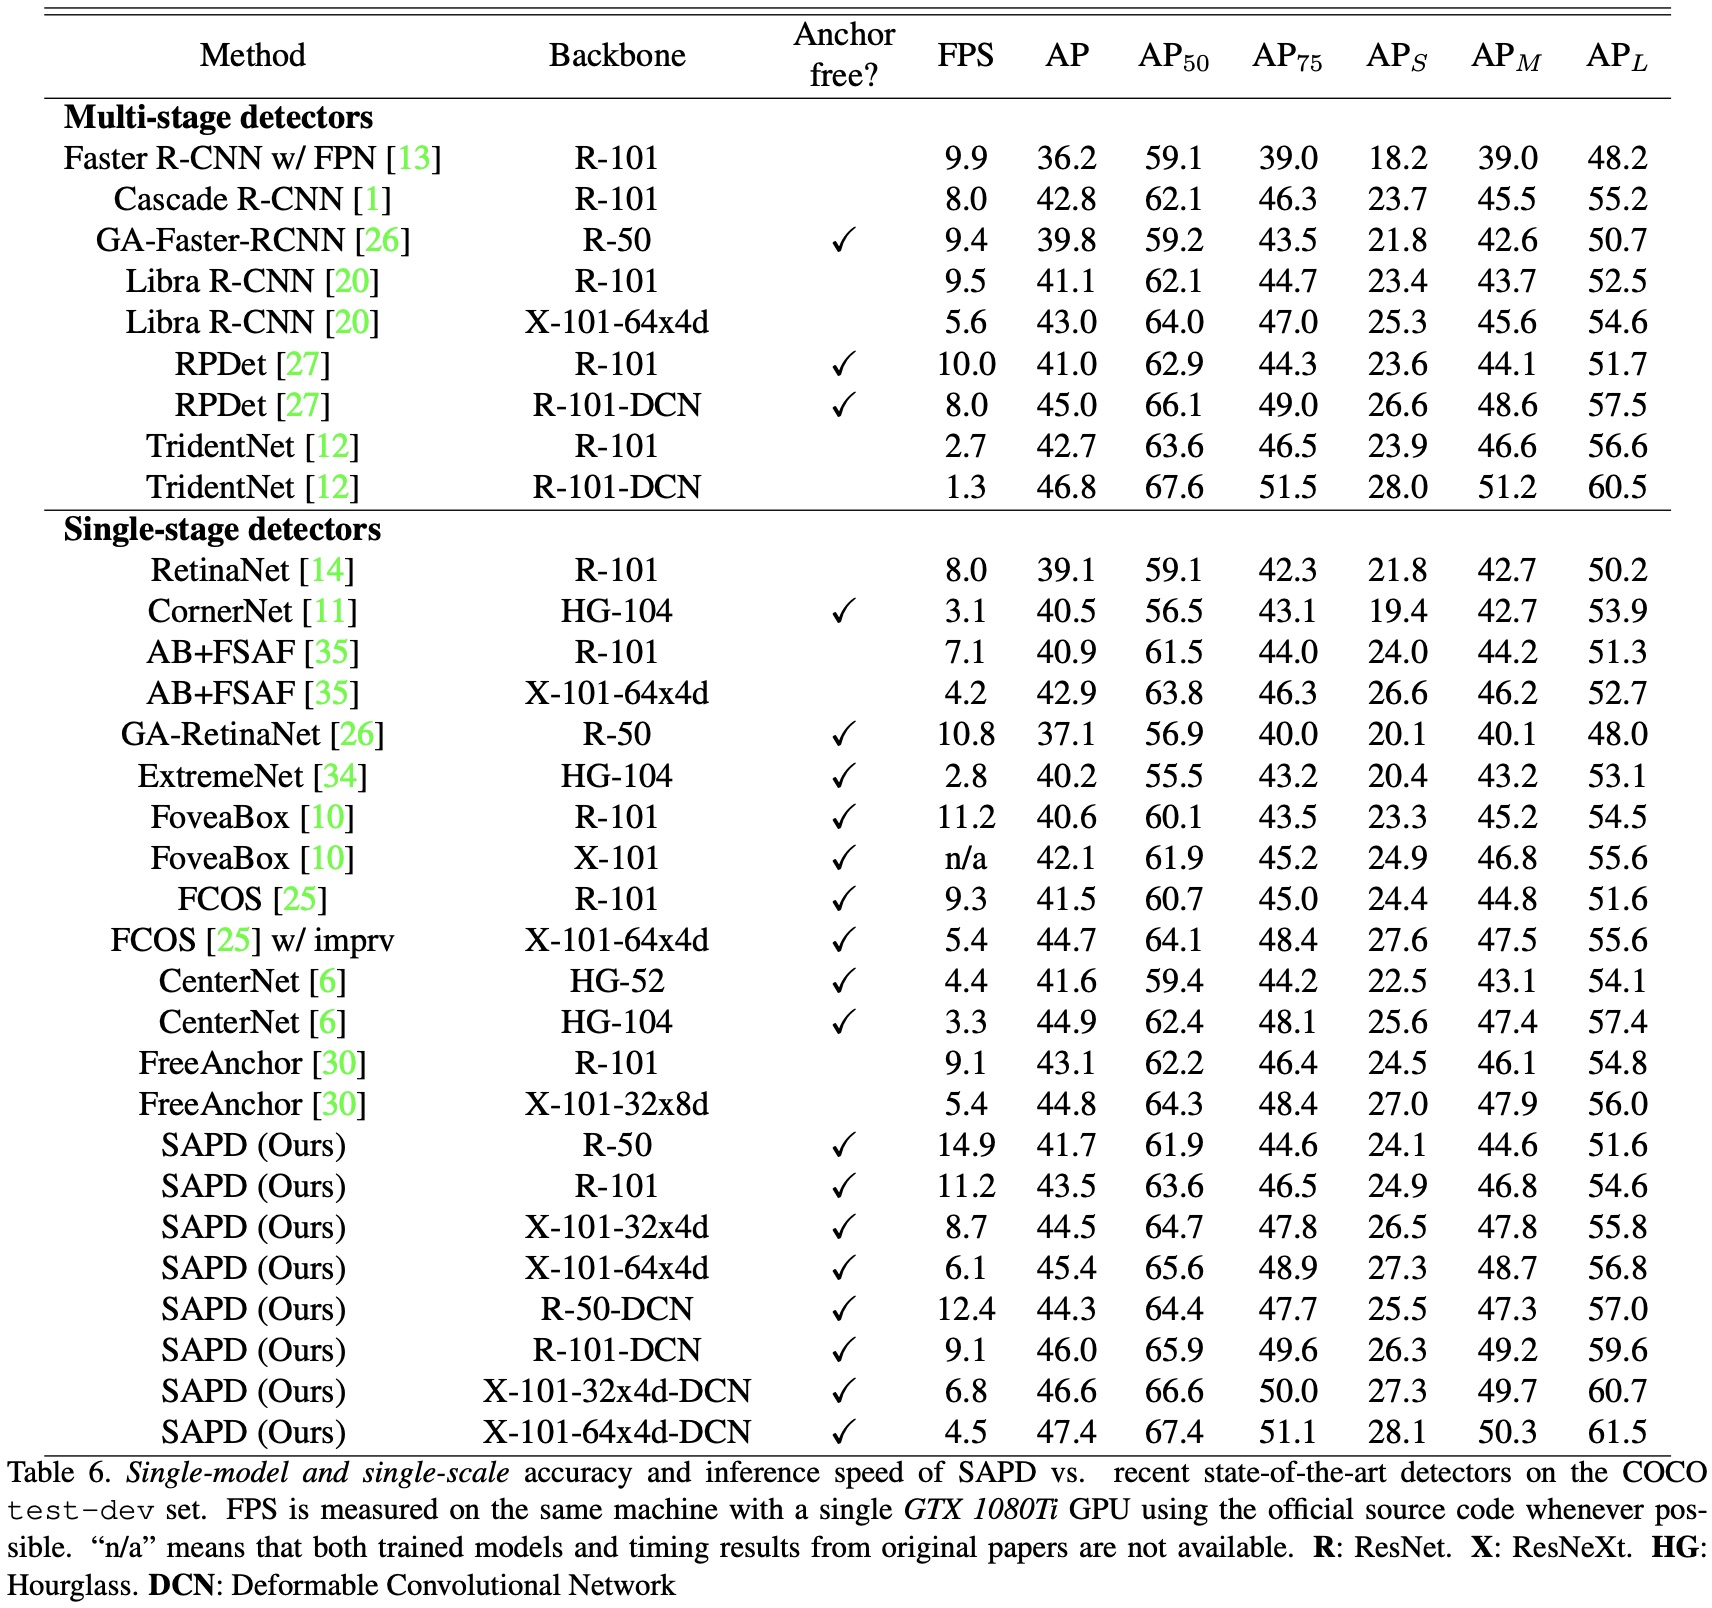 Method Backbone Anchor free? FPS AP AP50 AP75 APS APM APL
Multi-stage detectors
Faster R-CNN w/ FPN [13] R-101 9.9 36.2 59.1 39.0 18.2 39.0 48.2
Cascade R-CNN [1] R-101 8.0 42.8 62.1 46.3 23.7 45.5 55.2
GA-Faster-RCNN [26] R-50 ✓ 9.4 39.8 59.2 43.5 21.8 42.6 50.7
Libra R-CNN [20] R-101 9.5 41.1 62.1 44.7 23.4 43.7 52.5
Libra R-CNN [20] X-101-64x4d 5.6 43.0 64.0 47.0 25.3 45.6 54.6
RPDet [27] R-101 ✓ 10.0 41.0 62.9 44.3 23.6 44.1 51.7
RPDet [27] R-101-DCN ✓ 8.0 45.0 66.1 49.0 26.6 48.6 57.5
TridentNet [12] R-101 2.7 42.7 63.6 46.5 23.9 46.6 56.6
TridentNet [12] R-101-DCN 1.3 46.8 67.6 51.5 28.0 51.2 60.5
Single-stage detectors
RetinaNet [14] R-101 8.0 39.1 59.1 42.3 21.8 42.7 50.2
CornerNet [11] HG-104 ✓ 3.1 40.5 56.5 43.1 19.4 42.7 53.9
AB+FSAF [35] R-101 7.1 40.9 61.5 44.0 24.0 44.2 51.3
AB+FSAF [35] X-101-64x4d 4.2 42.9 63.8 46.3 26.6 46.2 52.7
GA-RetinaNet [26] R-50 ✓ 10.8 37.1 56.9 40.0 20.1 40.1 48.0
ExtremeNet [34] HG-104 ✓ 2.8 40.2 55.5 43.2 20.4 43.2 53.1
FoveaBox [10] R-101 ✓ 11.2 40.6 60.1 43.5 23.3 45.2 54.5
FoveaBox [10] X-101 ✓ n/a 42.1 61.9 45.2 24.9 46.8 55.6
FCOS [25] R-101 ✓ 9.3 41.5 60.7 45.0 24.4 44.8 51.6
FCOS [25] w/ imprv X-101-64x4d ✓ 5.4 44.7 64.1 48.4 27.6 47.5 55.6
CenterNet [6] HG-52 ✓ 4.4 41.6 59.4 44.2 22.5 43.1 54.1
CenterNet [6] HG-104 ✓ 3.3 44.9 62.4 48.1 25.6 47.4 57.4
FreeAnchor [30] R-101 9.1 43.1 62.2 46.4 24.5 46.1 54.8
FreeAnchor [30] X-101-32x8d 5.4 44.8 64.3 48.4 27.0 47.9 56.0
SAPD (Ours) R-50 ✓ 14.9 41.7 61.9 44.6 24.1 44.6 51.6
SAPD (Ours) R-101 ✓ 11.2 43.5 63.6 46.5 24.9 46.8 54.6
SAPD (Ours) X-101-32x4d ✓ 8.7 44.5 64.7 47.8 26.5 47.8 55.8
SAPD (Ours) X-101-64x4d ✓ 6.1 45.4 65.6 48.9 27.3 48.7 56.8
SAPD (Ours) R-50-DCN ✓ 12.4 44.3 64.4 47.7 25.5 47.3 57.0
SAPD (Ours) R-101-DCN ✓ 9.1 46.0 65.9 49.6 26.3 49.2 59.6
SAPD (Ours) X-101-32x4d-DCN ✓ 6.8 46.6 66.6 50.0 27.3 49.7 60.7
SAPD (Ours) X-101-64x4d-DCN ✓ 4.5 47.4 67.4 51.1 28.1 50.3 61.5
Table 6. Single-model and single-scale accuracy and inference speed of SAPD vs. recent state-of-the-art detectors on the COCO
test-dev set. FPS is measured on the same machine with a single GTX 1080Ti GPU using the official source code whenever pos-
sible. “n/a” means that both trained models and timing results from original papers are not available. R: ResNet. X: ResNeXt. HG:
Hourglass. DCN: Deformable Convolutional Network